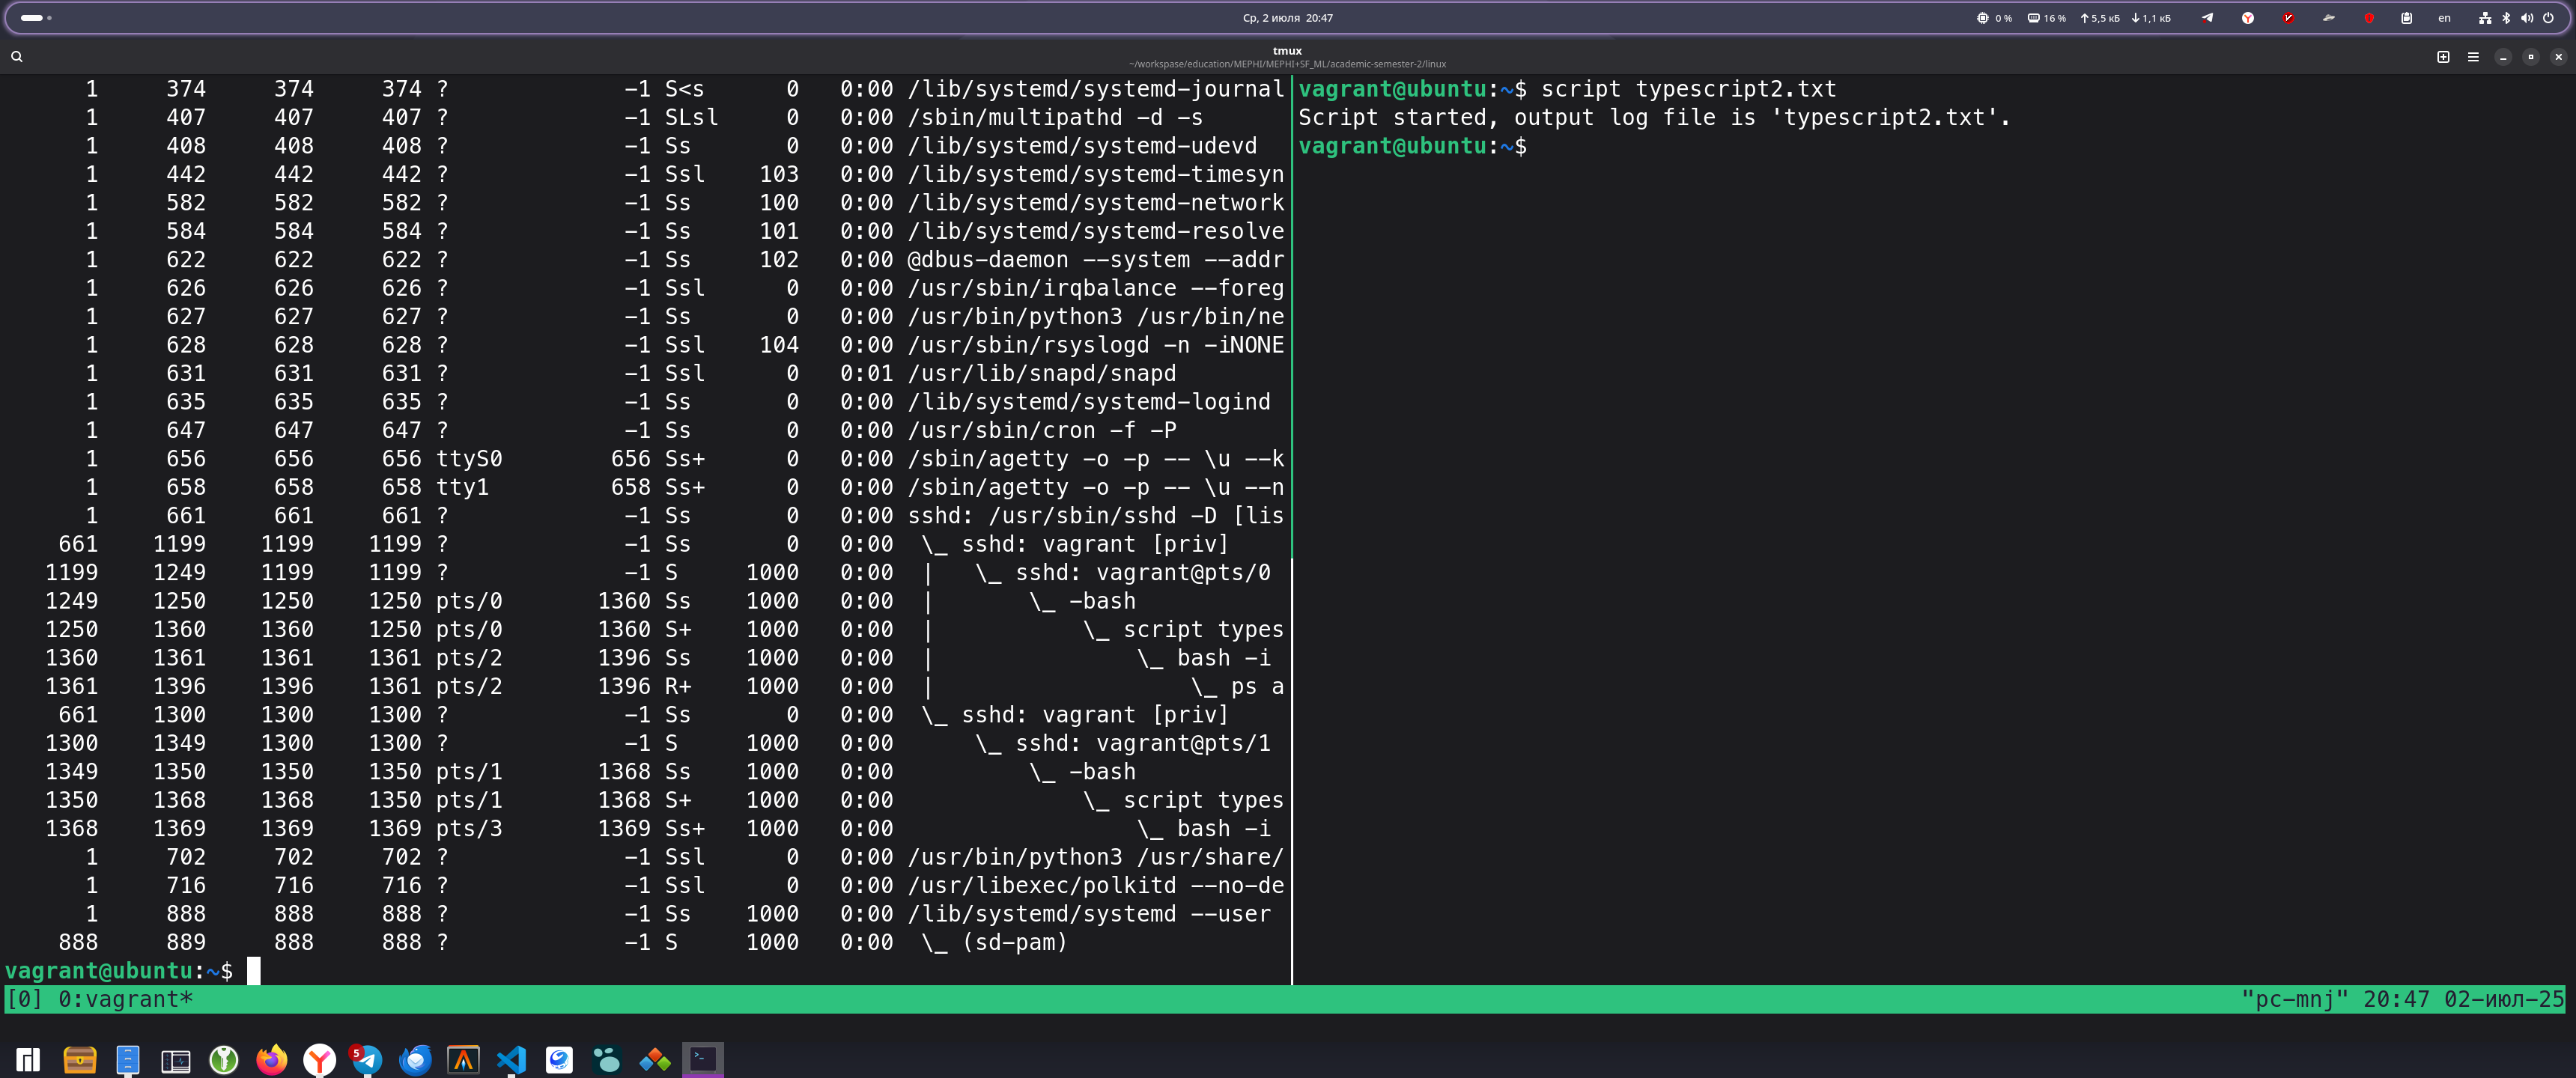 Ср, 2 июля 20:47
0 % 16 % 5,5 кБ 1,1 кБ en
tmux
~/workspase/education/MEPHI/MEPHI+SF_ML/academic-semester-2/linux
1 374 374 374 ? -1 S<s 0 0:00 /lib/systemd/systemd-journal
1 407 407 407 ? -1 SLsl 0 0:00 /sbin/multipathd -d -s
1 408 408 408 ? -1 Ss 0 0:00 /lib/systemd/systemd-udevd
1 442 442 442 ? -1 Ssl 103 0:00 /lib/systemd/systemd-timesyn
1 582 582 582 ? -1 Ss 100 0:00 /lib/systemd/systemd-network
1 584 584 584 ? -1 Ss 101 0:00 /lib/systemd/systemd-resolve
1 622 622 622 ? -1 Ss 102 0:00 @dbus-daemon --system --addr
1 626 626 626 ? -1 Ssl 0 0:00 /usr/sbin/irqbalance --foreg
1 627 627 627 ? -1 Ss 0 0:00 /usr/bin/python3 /usr/bin/ne
1 628 628 628 ? -1 Ssl 104 0:00 /usr/sbin/rsyslogd -n -iNONE
1 631 631 631 ? -1 Ssl 0 0:01 /usr/lib/snapd/snapd
1 635 635 635 ? -1 Ss 0 0:00 /lib/systemd/systemd-logind
1 647 647 647 ? -1 Ss 0 0:00 /usr/sbin/cron -f -P
1 656 656 656 ttyS0 656 Ss+ 0 0:00 /sbin/agetty -o -p -- \u --k
1 658 658 658 tty1 658 Ss+ 0 0:00 /sbin/agetty -o -p -- \u --n
1 661 661 661 ? -1 Ss 0 0:00 sshd: /usr/sbin/sshd -D [lis
661 1199 1199 1199 ? -1 Ss 0 0:00 \_ sshd: vagrant [priv]
1199 1249 1199 1199 ? -1 S 1000 0:00 | \_ sshd: vagrant@pts/0
1249 1250 1250 1250 pts/0 1360 Ss 1000 0:00 | \_ -bash
1250 1360 1360 1250 pts/0 1360 S+ 1000 0:00 | \_ script types
1360 1361 1361 1361 pts/2 1396 Ss 1000 0:00 | \_ bash -i
1361 1396 1396 1361 pts/2 1396 R+ 1000 0:00 | \_ ps a
661 1300 1300 1300 ? -1 Ss 0 0:00 \_ sshd: vagrant [priv]
1300 1349 1300 1300 ? -1 S 1000 0:00 \_ sshd: vagrant@pts/1
1349 1350 1350 1350 pts/1 1368 Ss 1000 0:00 \_ -bash
1350 1368 1368 1350 pts/1 1368 S+ 1000 0:00 \_ script types
1368 1369 1369 1369 pts/3 1369 Ss+ 1000 0:00 \_ bash -i
1 702 702 702 ? -1 Ssl 0 0:00 /usr/bin/python3 /usr/share/
1 716 716 716 ? -1 Ssl 0 0:00 /usr/libexec/polkitd --no-de
1 888 888 888 ? -1 Ss 1000 0:00 /lib/systemd/systemd --user
888 889 888 888 ? -1 S 1000 0:00 \_ (sd-pam)
vagrant@ubuntu:~$
vagrant@ubuntu:~$ script typescript2.txt
Script started, output log file is 'typescript2.txt'.
vagrant@ubuntu:~$
[0] 0:vagrant* "pc-mnj" 20:47 02-июл-25
5